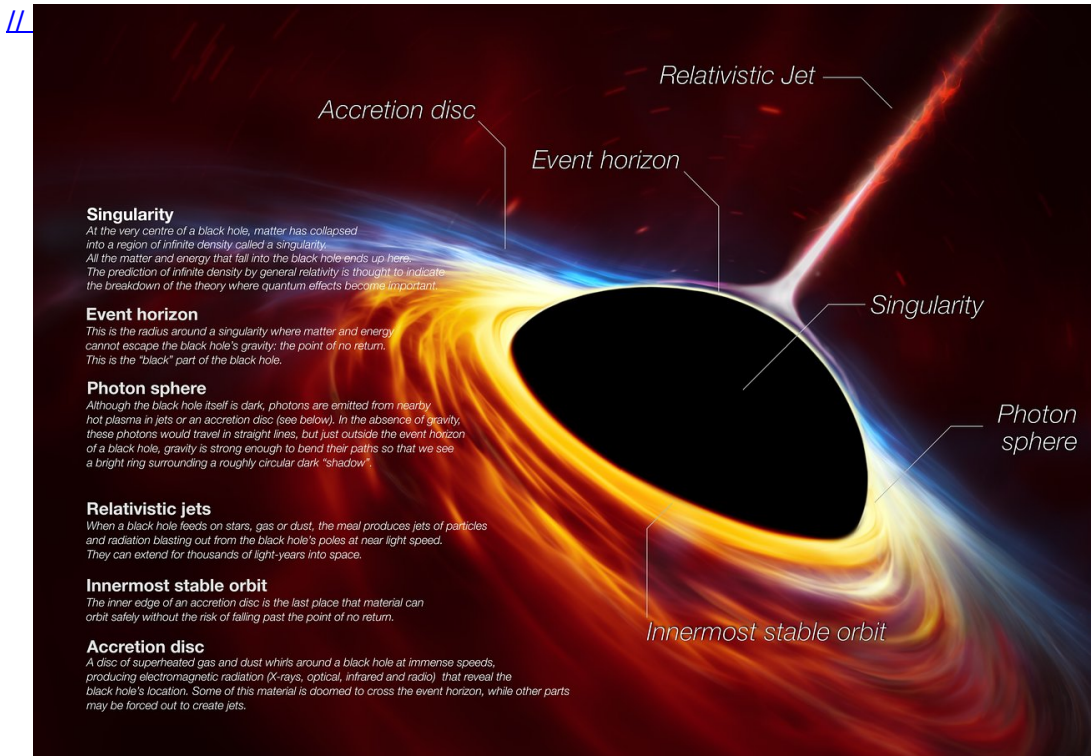 //
Relativistic Jet
Accretion disc
Event horizon
Singularity
Photon
sphere
Innermost stable orbit
Singularity
At the very centre of a black hole, matter has collapsed
into a region of infinite density called a singularity.
All the matter and energy that fall into the black hole ends up here.
The prediction of infinite density by general relativity is thought to indicate
the breakdown of the theory where quantum effects become important.
Event horizon
This is the radius around a singularity where matter and energy
cannot escape the black hole's gravity: the point of no return.
This is the “black” part of the black hole.
Photon sphere
Although the black hole itself is dark, photons are emitted from nearby
hot plasma in jets or an accretion disc (see below). In the absence of gravity,
these photons would travel in straight lines, but just outside the event horizon
of a black hole, gravity is strong enough to bend their paths so that we see
a bright ring surrounding a roughly circular dark “shadow”.
Relativistic jets
When a black hole feeds on stars, gas or dust, the meal produces jets of particles
and radiation blasting out from the black hole's poles at near light speed.
They can extend for thousands of light-years into space.
Innermost stable orbit
The inner edge of an accretion disc is the last place that material can
orbit safely without the risk of falling past the point of no return.
Accretion disc
A disc of superheated gas and dust whirls around a black hole at immense speeds,
producing electromagnetic radiation (X-rays, optical, infrared and radio) that reveal the
black hole's location. Some of this material is doomed to cross the event horizon, while other parts
may be forced out to create jets.